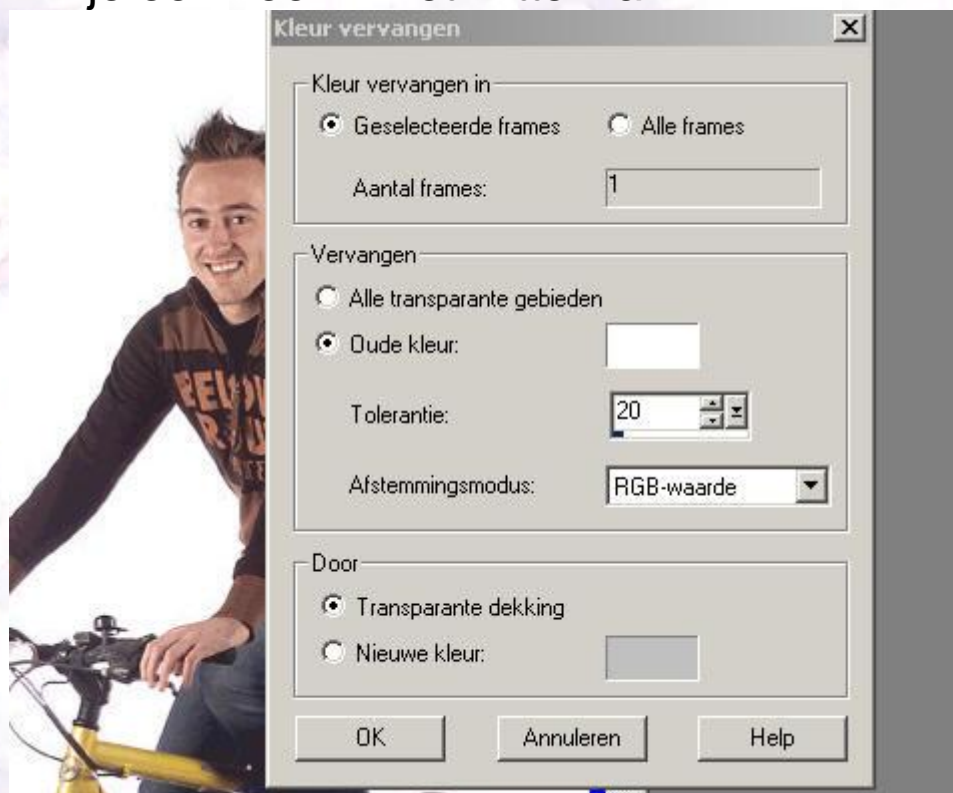 Kleur vervangen
Kleur vervangen in
Geselecteerde frames Alle frames
Aantal frames: 1
Vervangen
Alle transparante gebieden
Oude kleur:
Tolerantie: 20
Afstemmingsmodus: RGB-waarde
Door
Transparante dekking
Nieuwe kleur:
OK Annuleren Help